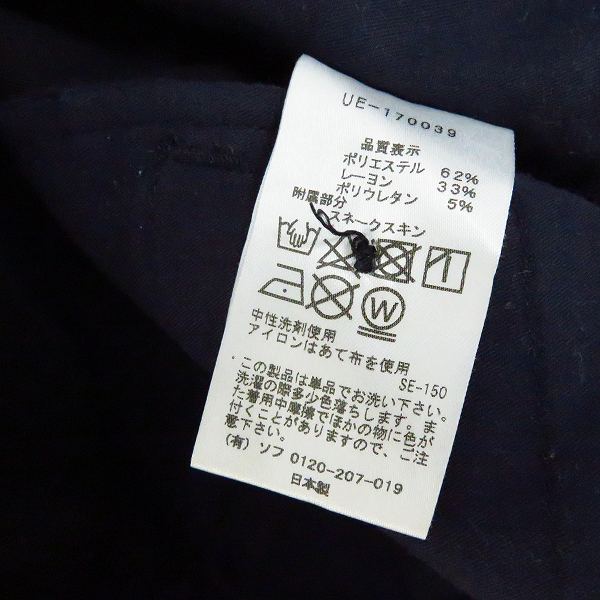 UE-170039
品質表示
ポリエステル 62%
レーヨン 33%
ポリウレタン 5%
附属部分
スネークスキン
W
中性洗剤使用
アイロンはあて布を使用
SE-150
・この製品は単品でお洗い下さい。
洗濯の際多少色落ちします。ま
た着用中摩擦でほかの物に色が
付くことがありますので、ご注
意下さい。
(有) ソフ 0120-207-019
日本製